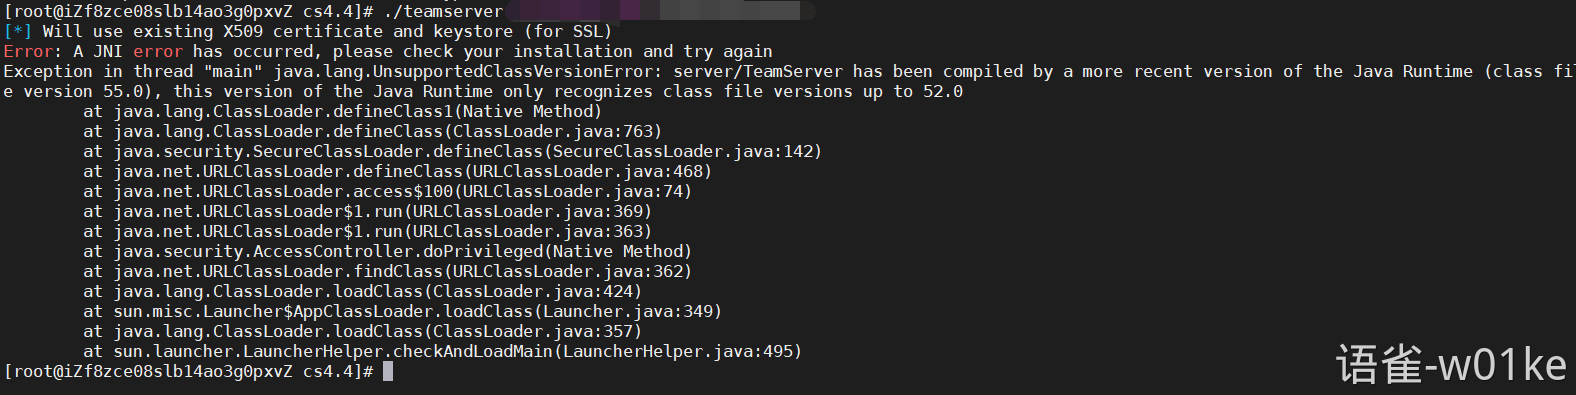 [root@iZf8zce08slb14ao3g0pxvZ cs4.4]# ./teamserver
[*] Will use existing X509 certificate and keystore (for SSL)
Error: A JNI error has occurred, please check your installation and try again
Exception in thread "main" java.lang.UnsupportedClassVersionError: server/TeamServer has been compiled by a more recent version of the Java Runtime (class fil
e version 55.0), this version of the Java Runtime only recognizes class file versions up to 52.0
at java.lang.ClassLoader.defineClass1(Native Method)
at java.lang.ClassLoader.defineClass(ClassLoader.java:763)
at java.security.SecureClassLoader.defineClass(SecureClassLoader.java:142)
at java.net.URLClassLoader.defineClass(URLClassLoader.java:468)
at java.net.URLClassLoader.access$100(URLClassLoader.java:74)
at java.net.URLClassLoader$1.run(URLClassLoader.java:369)
at java.net.URLClassLoader$1.run(URLClassLoader.java:363)
at java.security.AccessController.doPrivileged(Native Method)
at java.net.URLClassLoader.findClass(URLClassLoader.java:362)
at java.lang.ClassLoader.loadClass(ClassLoader.java:424)
at sun.misc.Launcher$AppClassLoader.loadClass(Launcher.java:349)
at java.lang.ClassLoader.loadClass(ClassLoader.java:357)
at sun.launcher.LauncherHelper.checkAndLoadMain(LauncherHelper.java:495)
[root@iZf8zce08slb14ao3g0pxvZ cs4.4]#
语雀-w01ke